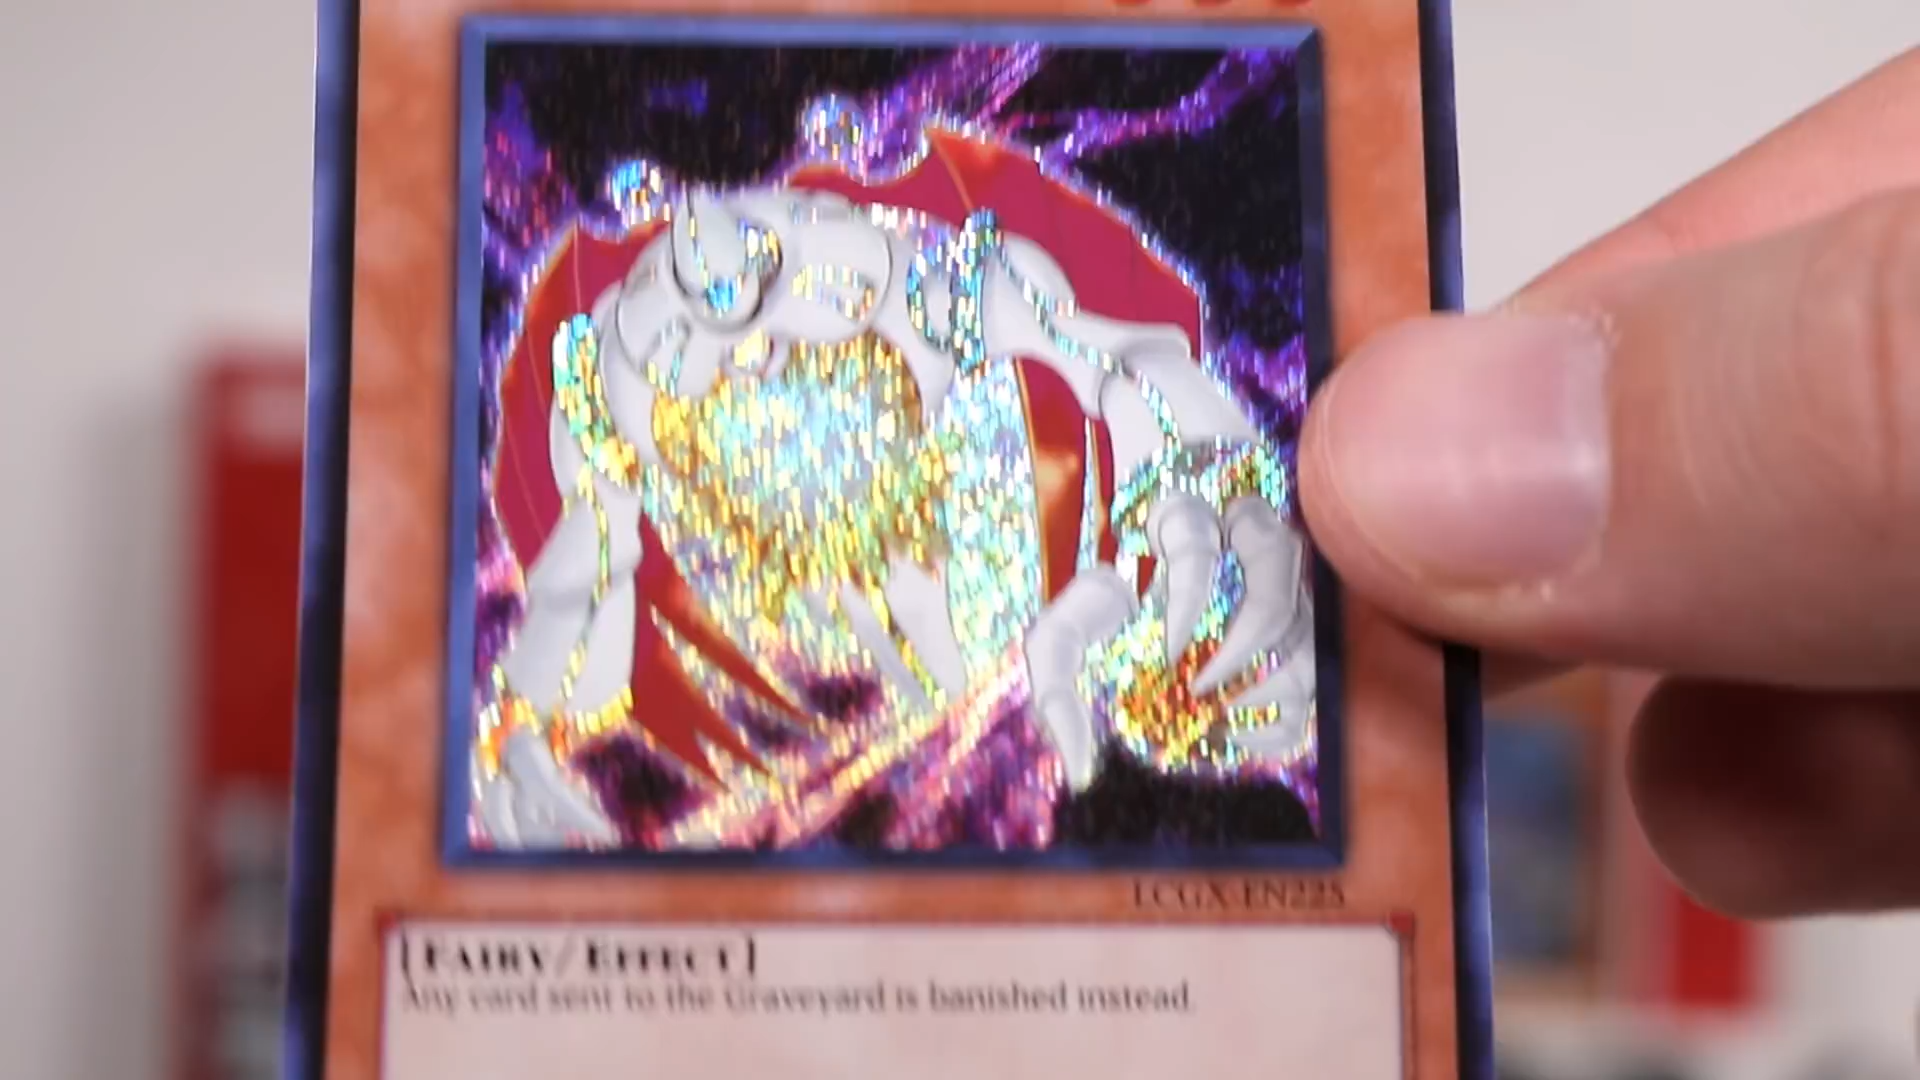 LCGX-EN225
[FAIRY/EFFECT]
Any card sent to the Graveyard is banished instead.